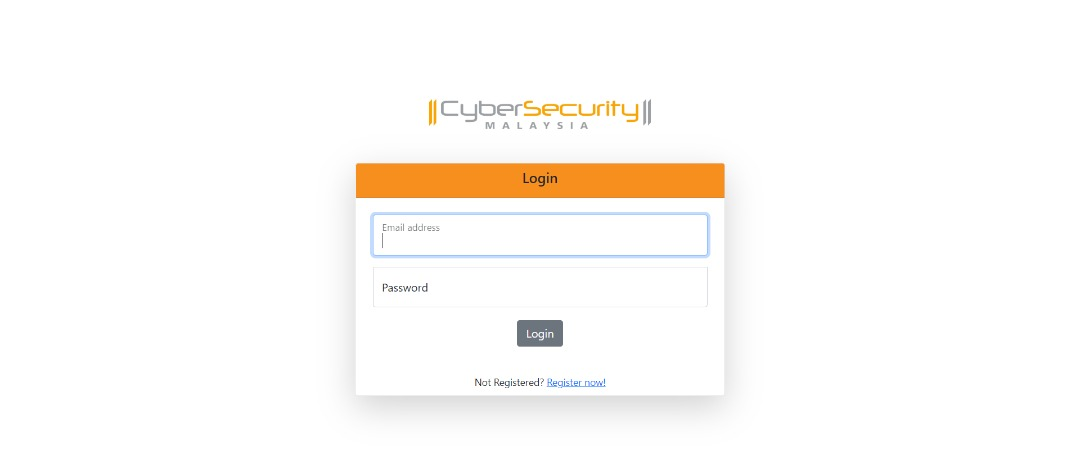 CyberSecurity
MALAYSIA
Login
Email address
Password
Login
Not Registered? Register now!